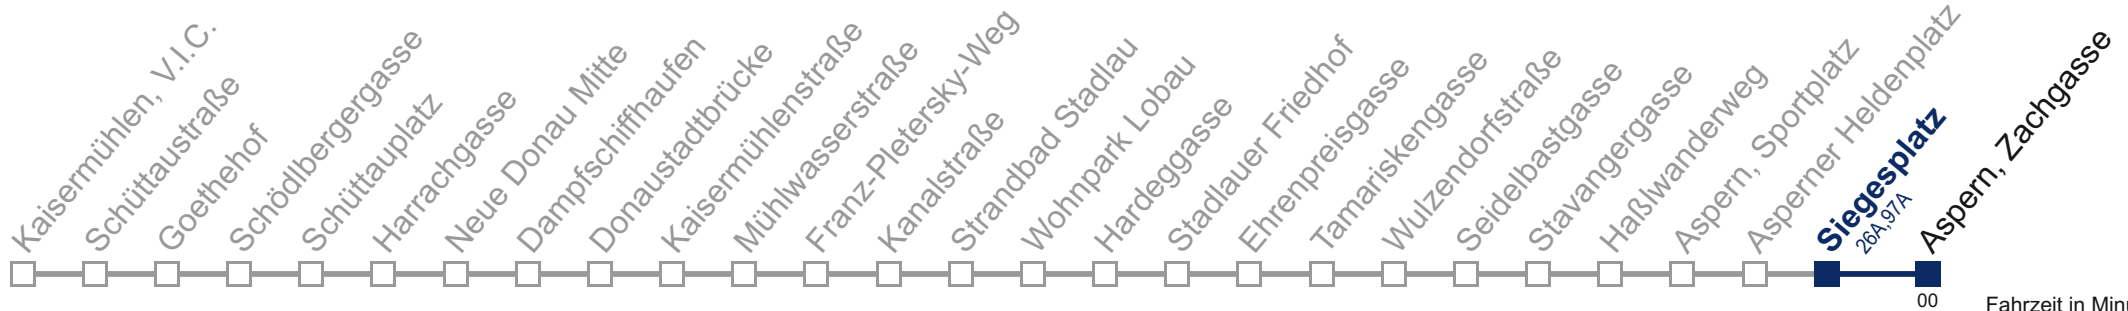 Kaisermühlen, V.I.C.
Schüttaustraße
Goethehof
Schödlbergergasse
Schüttauplatz
Harrachgasse
Neue Donau Mitte
Dampfschiffhaufen
Donaustadtbrücke
Kaisermühlenstraße
Mühlwasserstraße
Franz-Pletersky-Weg
Kanalstraße
Strandbad Stadlau
Wohnpark Lobau
Hardeggasse
Stadlauer Friedhof
Ehrenpreisgasse
Tamariskengasse
Wulzendorfstraße
Seidelbastgasse
Stavangergasse
Haßlwanderweg
Aspern, Sportplatz
Asperner Heldenplatz
Siegesplatz
26A,97A
Aspern, Zachgasse
00
Fahrzeit in